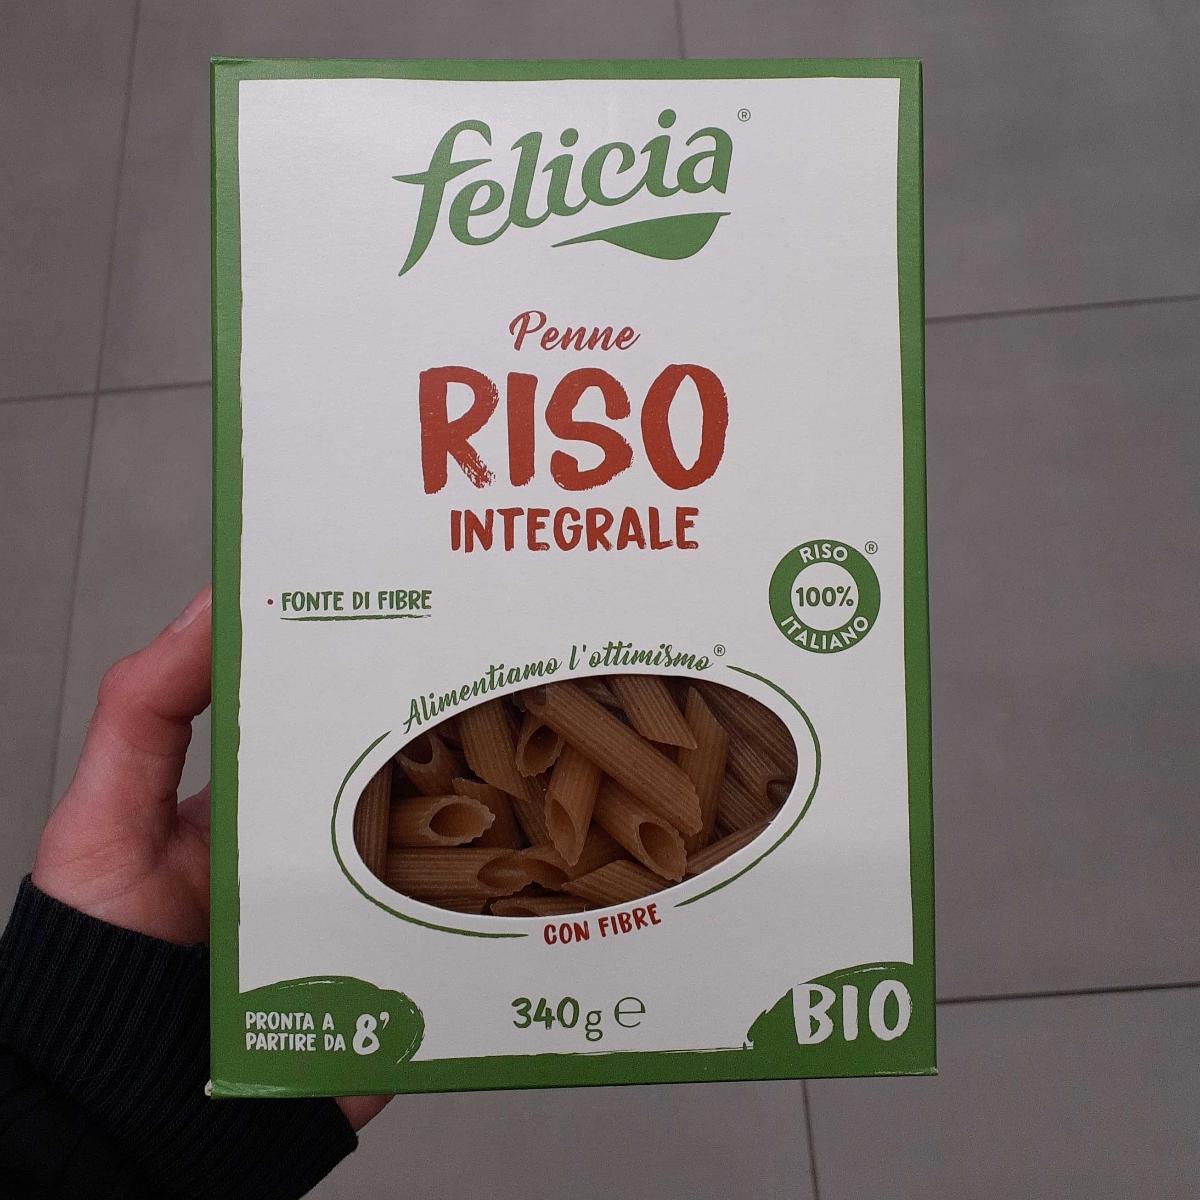 felicia®
Penne
RISO
INTEGRALE
• FONTE DI FIBRE
RISO ®
100%
ITALIANO
Alimentiamo l'ottimismo®
CON FIBRE
PRONTA A
PARTIRE DA 8'
340g ℮
BIO